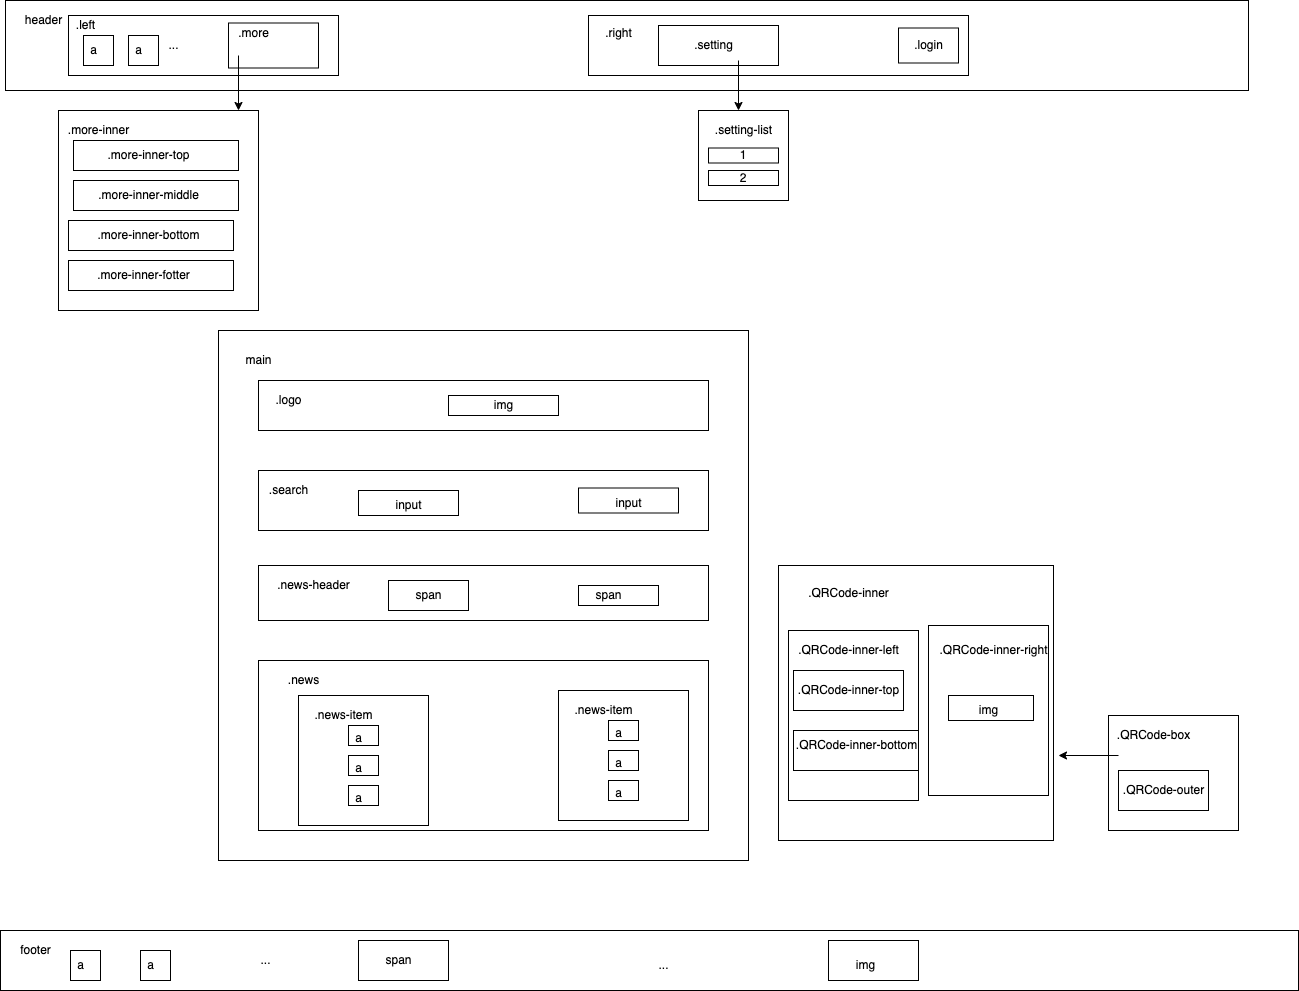 header
.left
a
a
...
.more
.right
.setting
.login
.more-inner
.more-inner-top
.more-inner-middle
.more-inner-bottom
.more-inner-fotter
.setting-list
1
2
main
.logo
img
.search
input
input
.news-header
span
span
.news
.news-item
a
a
a
.news-item
a
a
a
.QRCode-inner
.QRCode-inner-left
.QRCode-inner-top
.QRCode-inner-bottom
.QRCode-inner-right
img
.QRCode-box
.QRCode-outer
footer
a
a
...
span
...
img